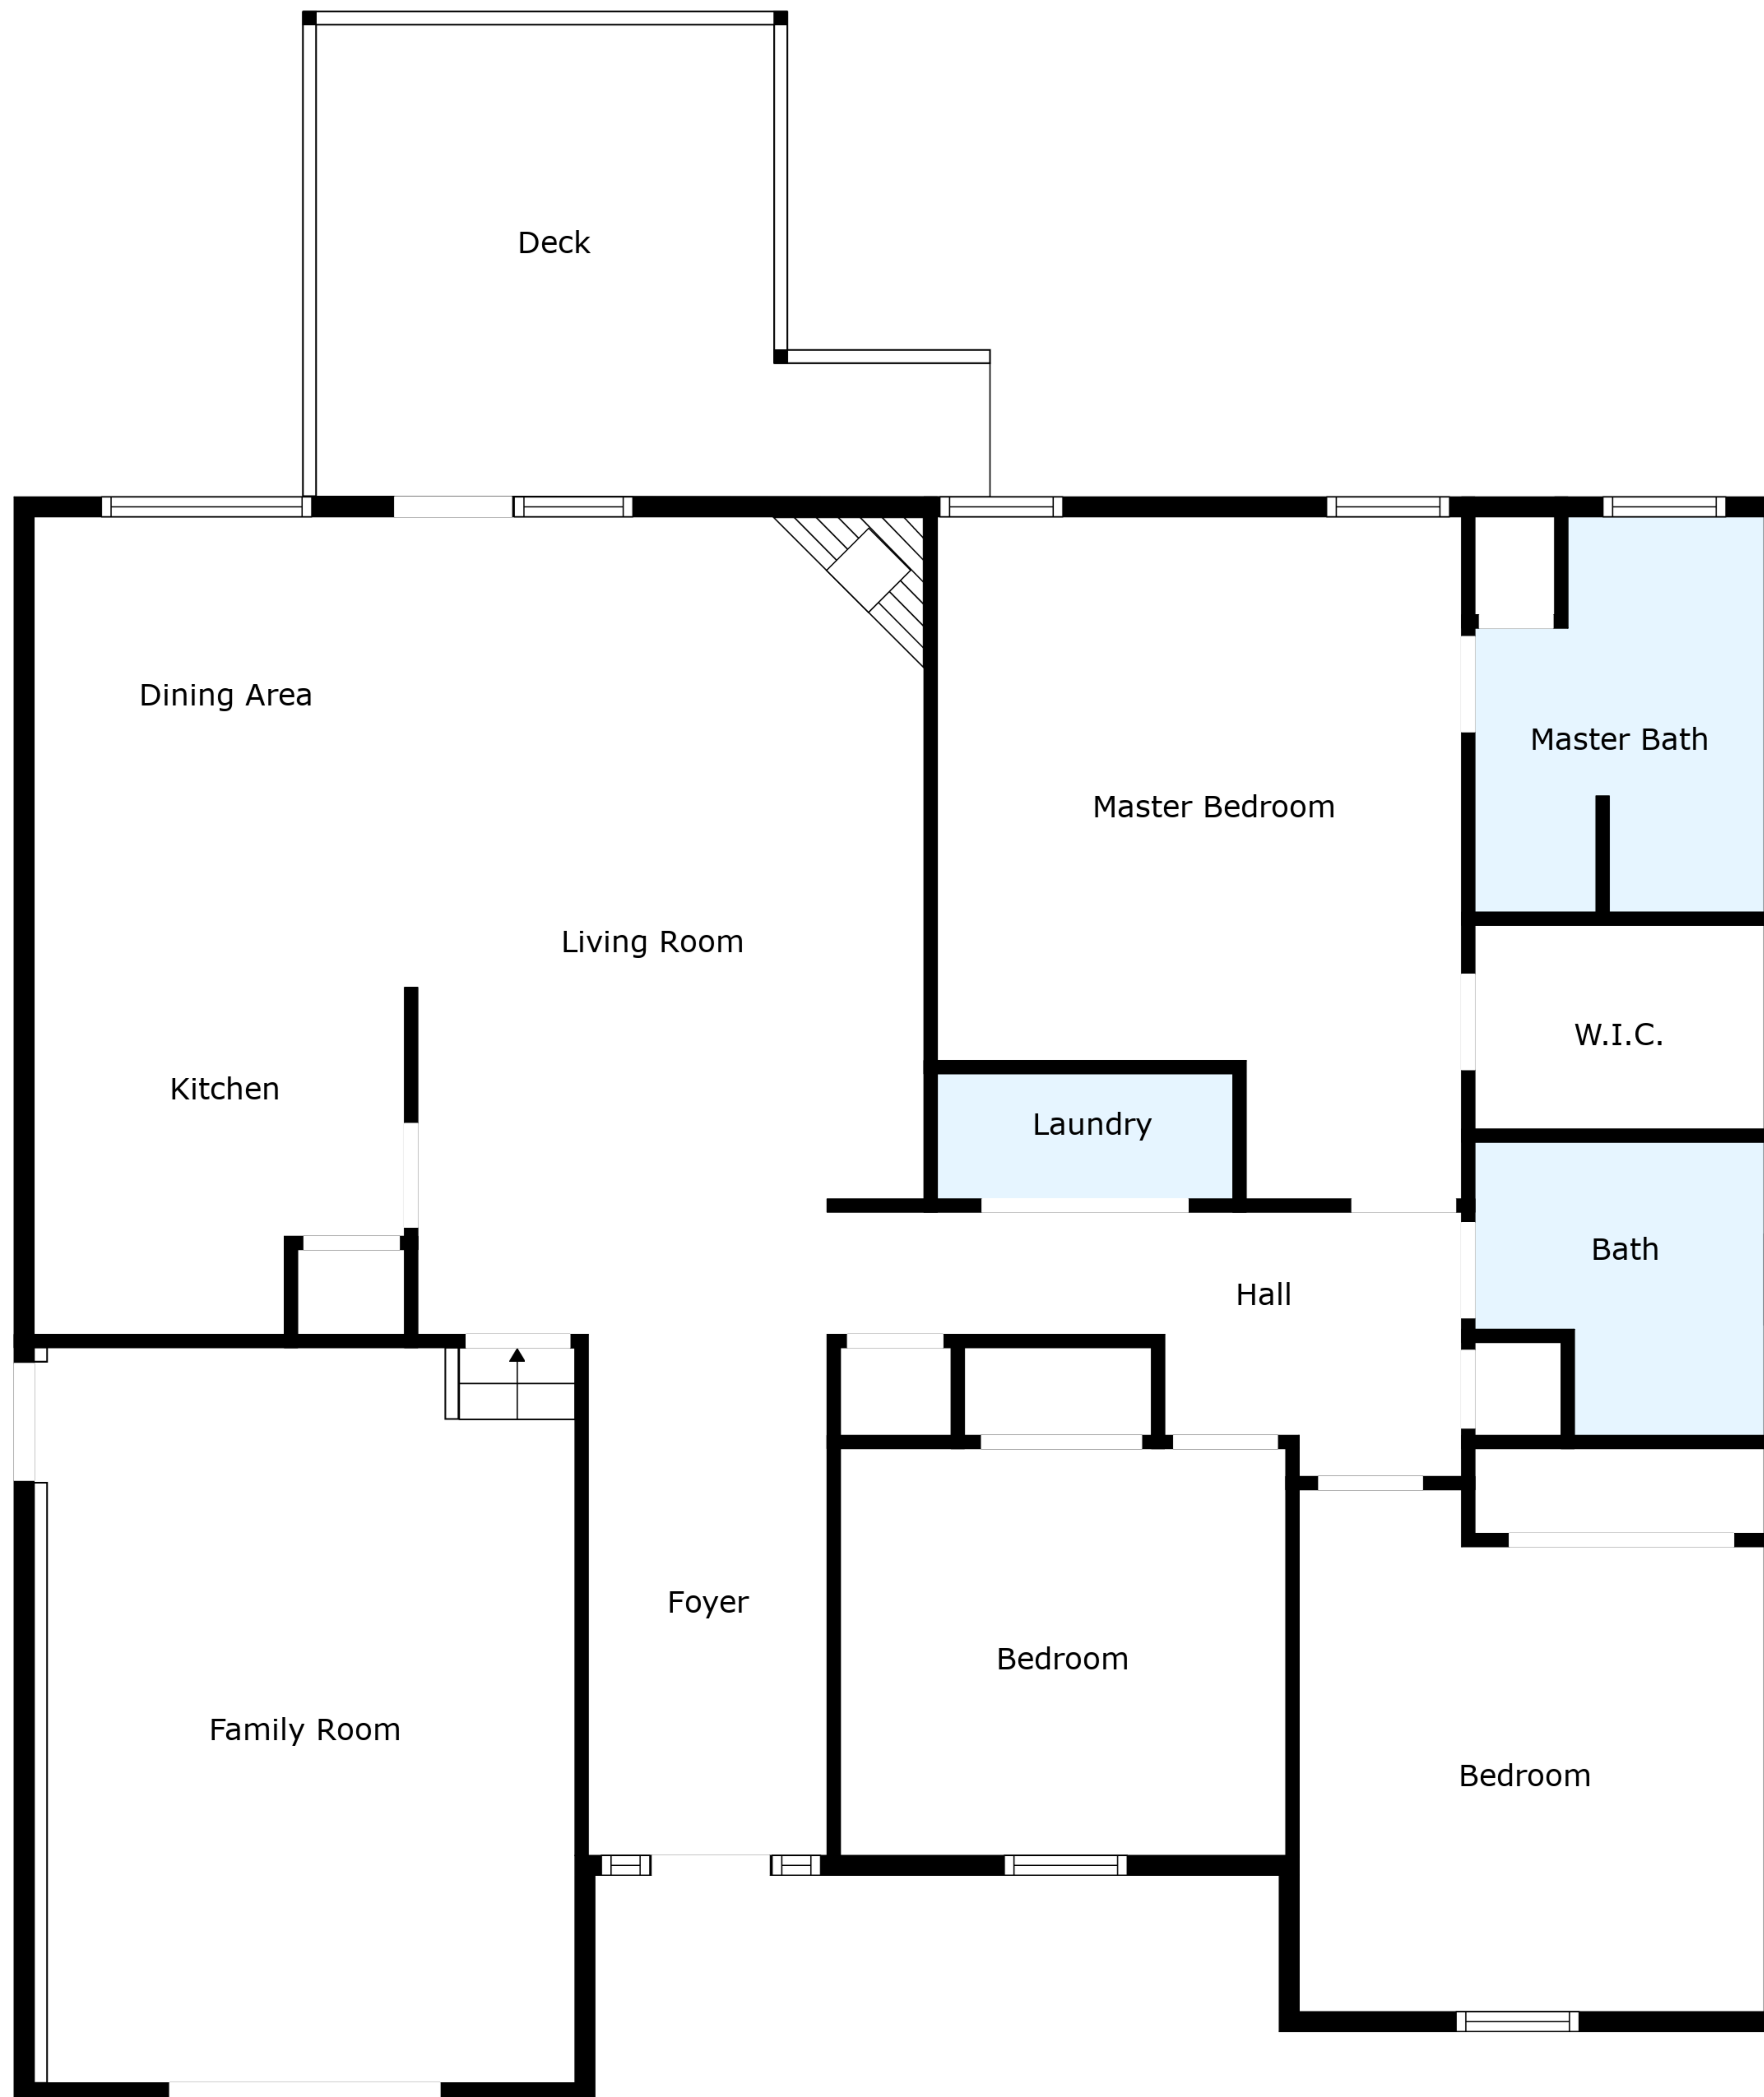 Deck
Dining Area
Master Bath
Master Bedroom
Living Room
W.I.C.
Kitchen
Laundry
Bath
Hall
Foyer
Bedroom
Family Room
Bedroom